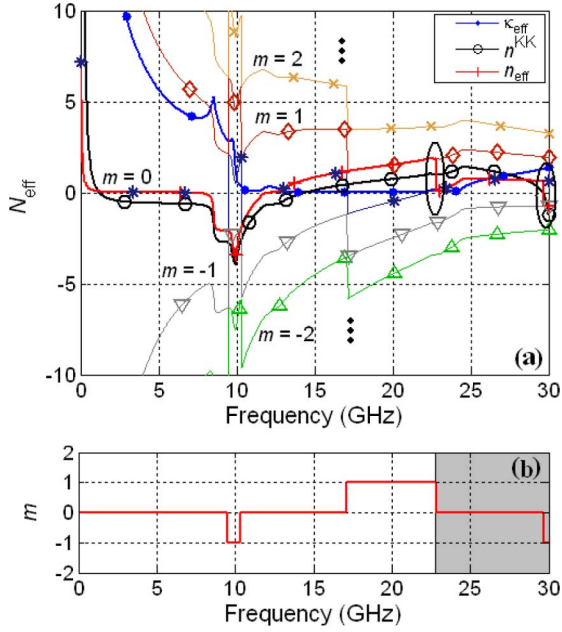 10
5
0
-5
-10
N_eff
κ_eff
n^KK
n_eff
m = 2
m = 1
m = 0
m = -1
m = -2
(a)
0 5 10 15 20 25 30
Frequency (GHz)
2
1
0
-1
-2
m
(b)
0 5 10 15 20 25 30
Frequency (GHz)